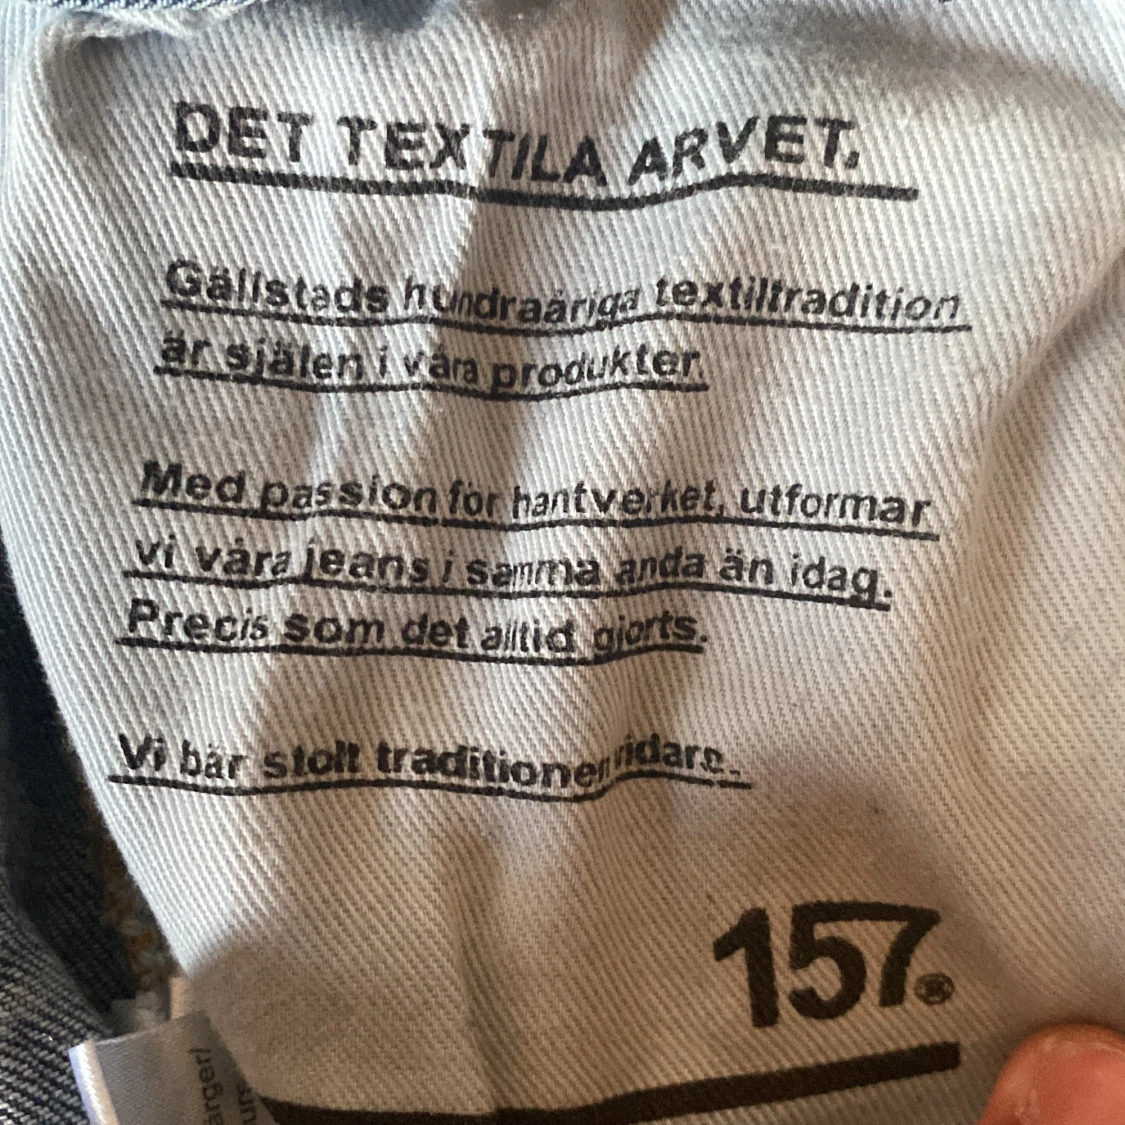 DET TEXTILA ARVET.
Gällstads hundraåriga textiltradition
är själen i våra produkter.
Med passion för hantverket, utformar
vi våra jeans i samma anda än idag.
Precis som det alltid gjorts.
Vi bär stolt traditionen vidare.
157®